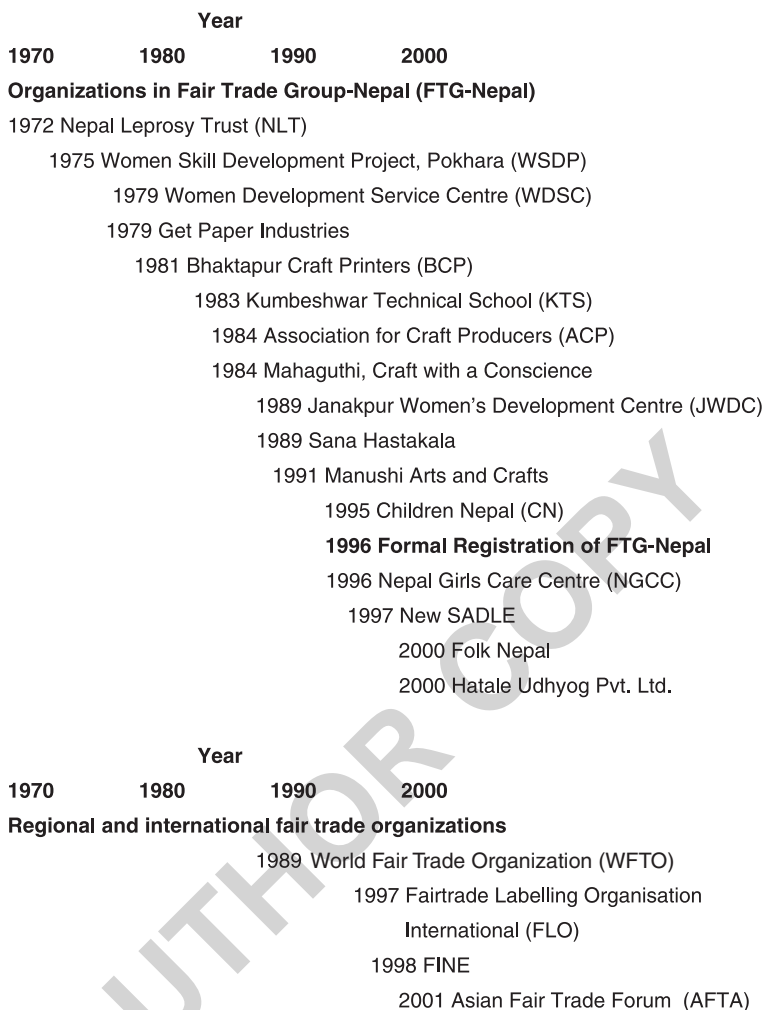 Year
1970 1980 1990 2000
Organizations in Fair Trade Group-Nepal (FTG-Nepal)
1972 Nepal Leprosy Trust (NLT)
1975 Women Skill Development Project, Pokhara (WSDP)
1979 Women Development Service Centre (WDSC)
1979 Get Paper Industries
1981 Bhaktapur Craft Printers (BCP)
1983 Kumbeshwar Technical School (KTS)
1984 Association for Craft Producers (ACP)
1984 Mahaguthi, Craft with a Conscience
1989 Janakpur Women's Development Centre (JWDC)
1989 Sana Hastakala
1991 Manushi Arts and Crafts
1995 Children Nepal (CN)
1996 Formal Registration of FTG-Nepal
1996 Nepal Girls Care Centre (NGCC)
1997 New SADLE
2000 Folk Nepal
2000 Hatale Udhyog Pvt. Ltd.
Year
1970 1980 1990 2000
Regional and international fair trade organizations
1989 World Fair Trade Organization (WFTO)
1997 Fairtrade Labelling Organisation
International (FLO)
1998 FINE
2001 Asian Fair Trade Forum (AFTA)
UTHOR COPY